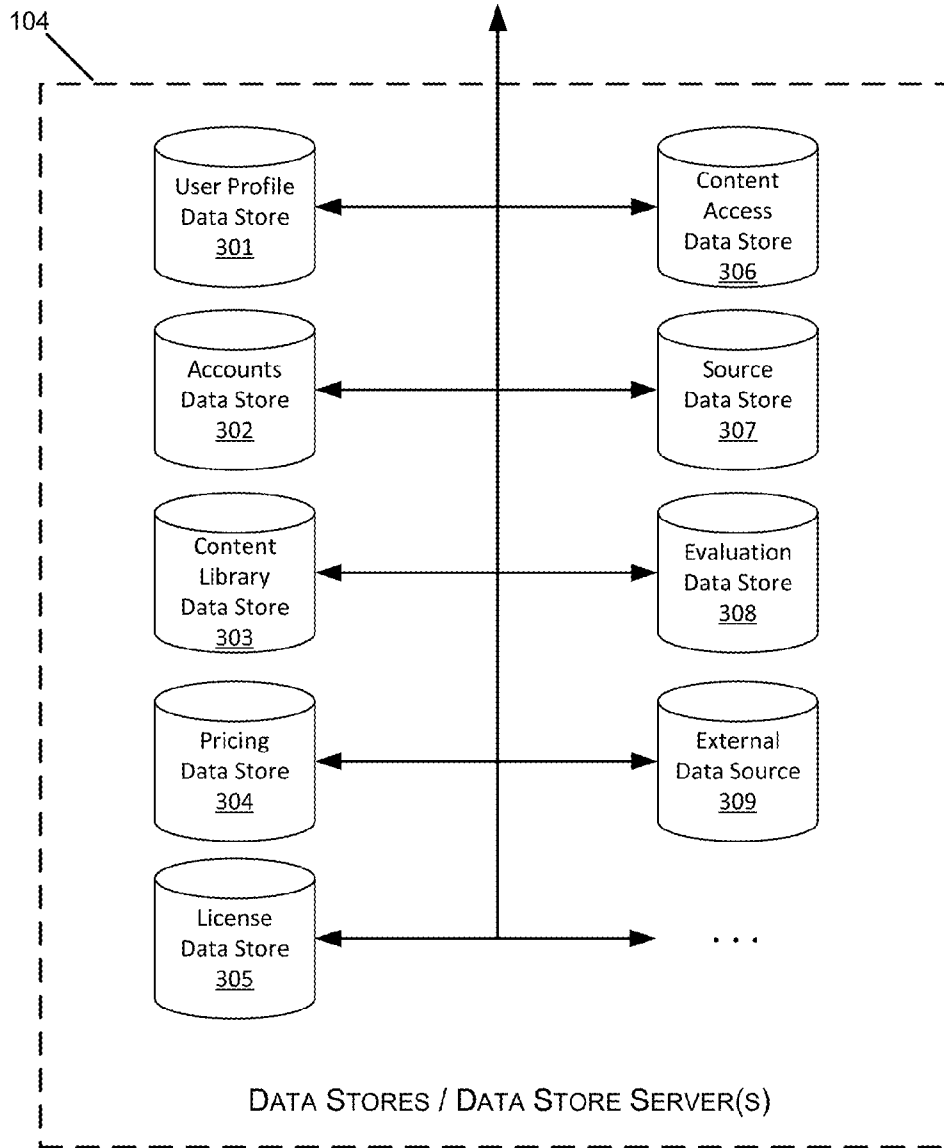 104
User Profile
Data Store
301
Content
Access
Data Store
306
Accounts
Data Store
302
Source
Data Store
307
Content
Library
Data Store
303
Evaluation
Data Store
308
Pricing
Data Store
304
External
Data Source
309
License
Data Store
305
. . .
DATA STORES / DATA STORE SERVER(S)